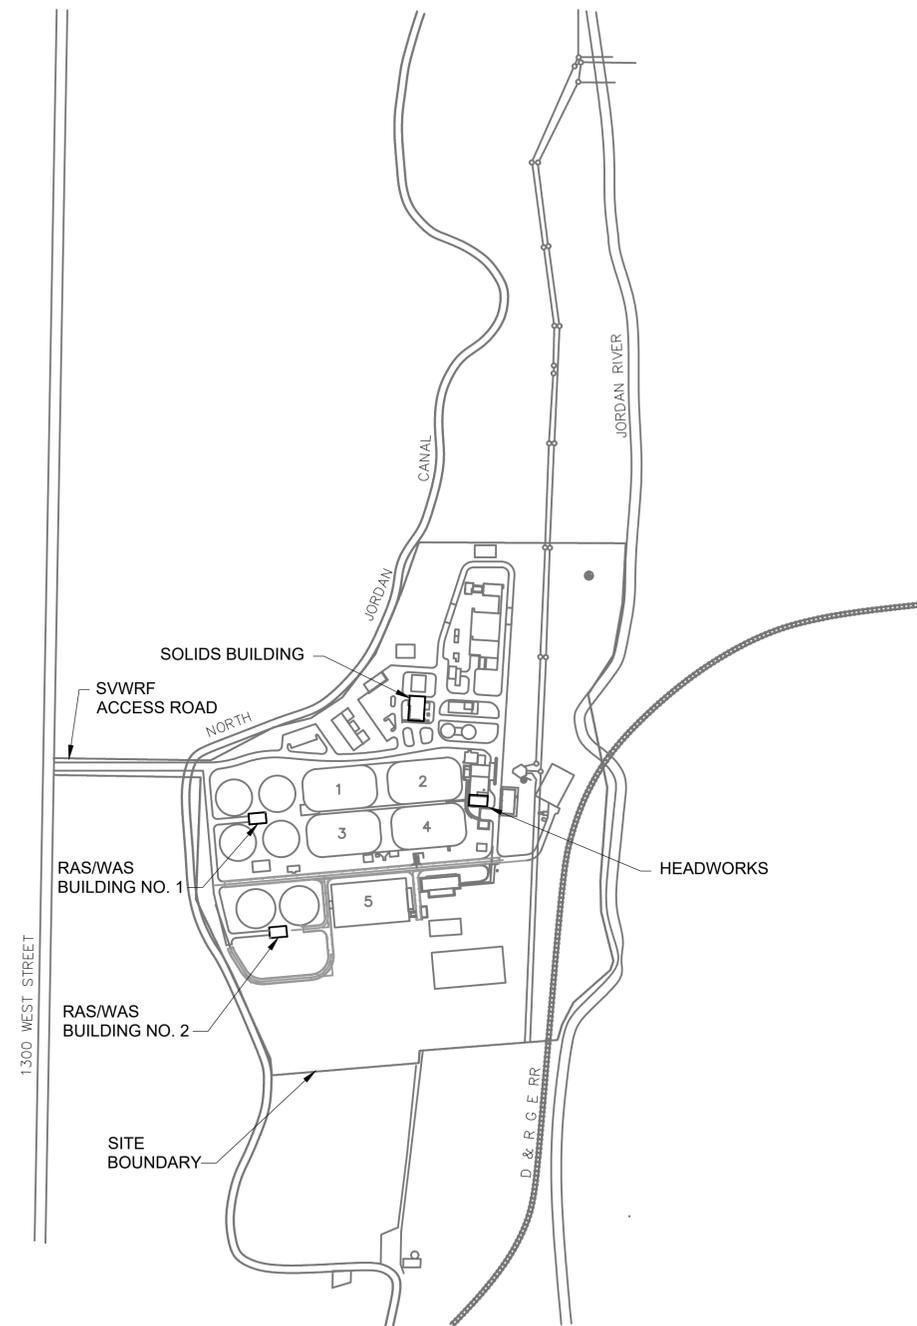 JORDAN RIVER
CANAL
JORDAN
SOLIDS BUILDING
SVWRF
ACCESS ROAD
NORTH
1
2
3
4
HEADWORKS
RAS/WAS
BUILDING NO. 1
5
1300 WEST STREET
RAS/WAS
BUILDING NO. 2
D & R G E RR
SITE
BOUNDARY